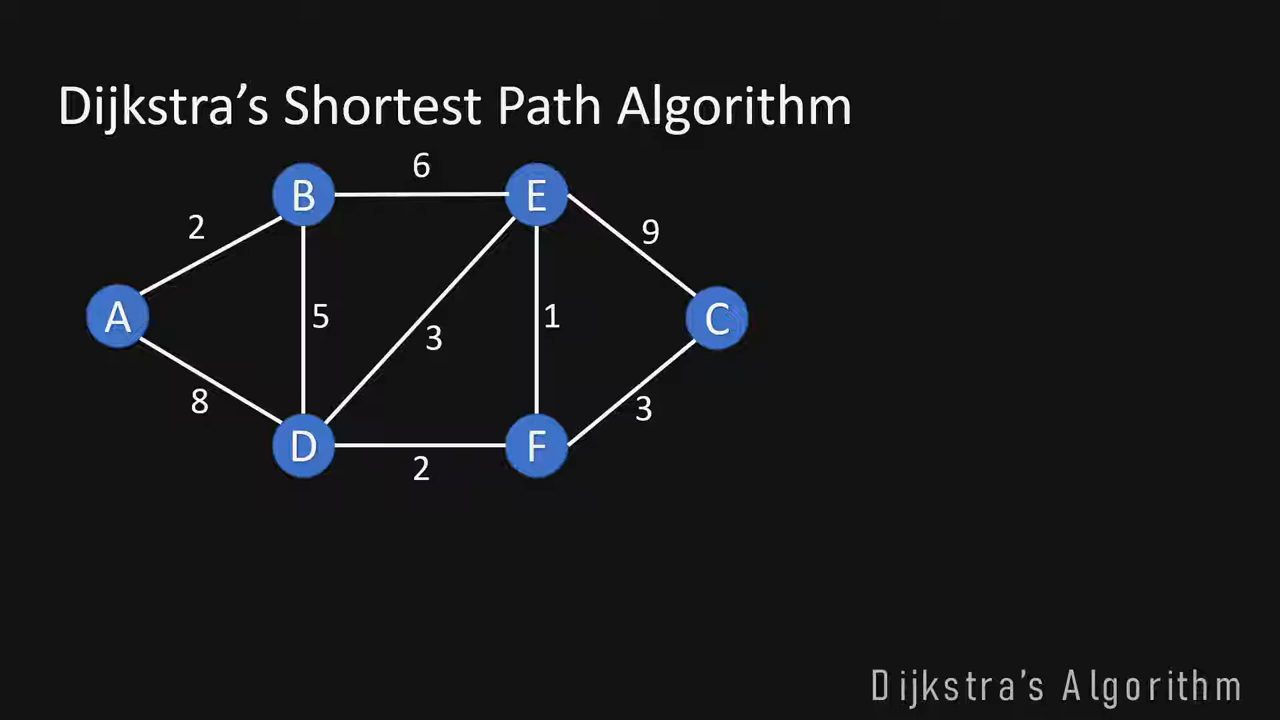 Dijkstra’s Shortest Path Algorithm
6
B E
2 9
A 5 3 1 C
8 3
D F
2
Dijkstra’s Algorithm